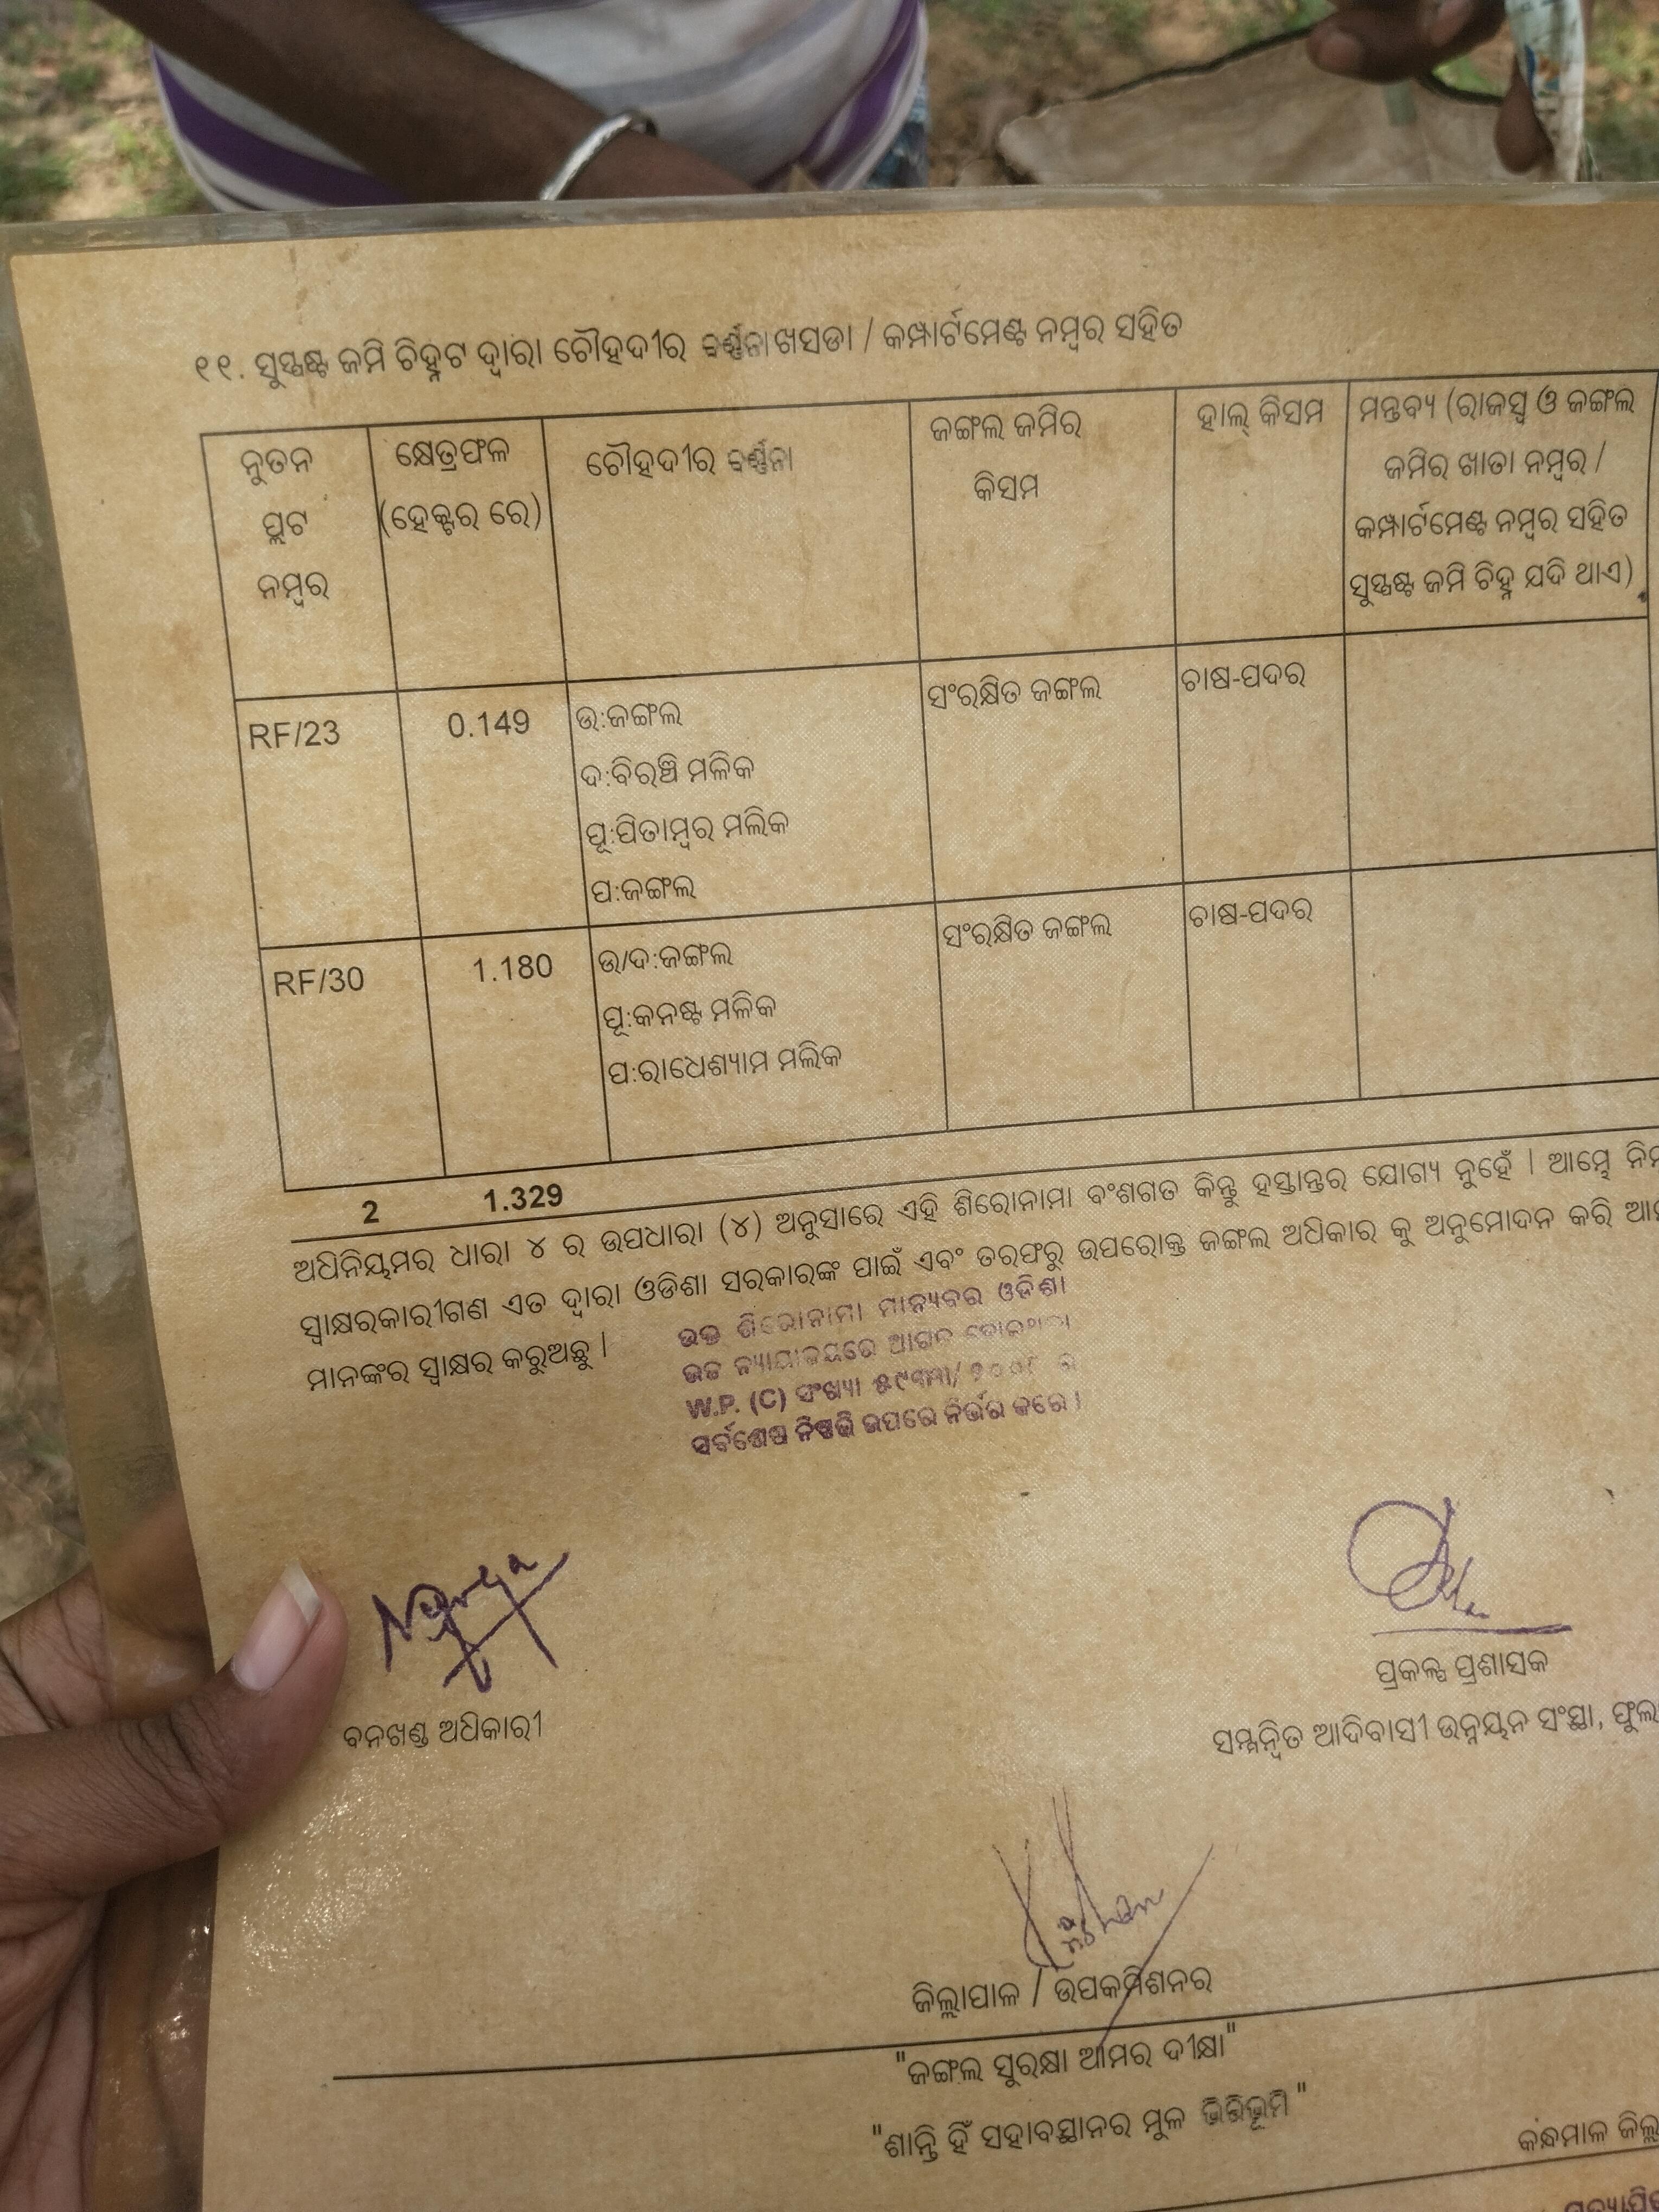 ୧୧. ସୁସ୍ପଷ୍ଟ ଜମି ଚିହ୍ନଟ ଦ୍ୱାରା ଚୌହଦୀର ବର୍ଣ୍ଣନା ଖସଡା / କମ୍ପାର୍ଟମେଣ୍ଟ ନମ୍ବର ସହିତ
ନୁତନ ପ୍ଲଟ ନମ୍ବର
କ୍ଷେତ୍ରଫଳ (ହେକ୍ଟର ରେ)
ଚୌହଦୀର ବର୍ଣ୍ଣନା
ଜଙ୍ଗଲ ଜମିର କିସମ
ହାଲ୍ କିସମ
ମନ୍ତବ୍ୟ (ରାଜସ୍ୱ ଓ ଜଙ୍ଗଲ
ଜମିର ଖାତା ନମ୍ବର /
କମ୍ପାର୍ଟମେଣ୍ଟ ନମ୍ବର ସହିତ
ସୁସ୍ପଷ୍ଟ ଜମି ଚିହ୍ନ ଯଦି ଥାଏ)
RF/23 0.149 ଉ:ଜଙ୍ଗଲ ସଂରକ୍ଷିତ ଜଙ୍ଗଲ ଚାଷ-ପଦର
ଦ:ବିରଞ୍ଚି ମଳିକ
ପୂ:ପିତାମ୍ବର ମଲିକ
ପ:ଜଙ୍ଗଲ
RF/30 1.180 ଉ/ଦ:ଜଙ୍ଗଲ ସଂରକ୍ଷିତ ଜଙ୍ଗଲ ଚାଷ-ପଦର
ପୂ:କନଷ୍ଟ ମଳିକ
ପ:ରାଧେଶ୍ୟାମ ମଲିକ
2 1.329
ଅଧିନିୟମର ଧାରା ୪ ର ଉପଧାରା (୪) ଅନୁସାରେ ଏହି ଶିରୋନାମା ବଂଶଗତ କିନ୍ତୁ ହସ୍ତାନ୍ତର ଯୋଗ୍ୟ ନୁହେଁ | ଆମ୍ଭେ
ସ୍ୱାକ୍ଷରକାରୀଗଣ ଏତ ଦ୍ୱାରା ଓଡିଶା ସରକାରଙ୍କ ପାଇଁ ଏବଂ ତରଫରୁ ଉପରୋକ୍ତ ଜଙ୍ଗଲ ଅଧିକାର କୁ ଅନୁମୋଦନ କରି
ମାନଙ୍କର ସ୍ୱାକ୍ଷର କରୁଅଛୁ |
ଉକ୍ତ ଶିରୋନାମା ମାନ୍ୟବର ଓଡିଶା
ଉଚ୍ଚ ନ୍ୟାୟାଳୟରେ ଆଗତ
W.P. (C) ସଂଖ୍ୟା
ସର୍ବଶେଷ ନିଷ୍ପତ୍ତି ଉପରେ ନିର୍ଭର କରେ |
ବନଖଣ୍ଡ ଅଧିକାରୀ
ପ୍ରକଳ୍ପ ପ୍ରଶାସକ
ସମ୍ନନ୍ୱିତ ଆଦିବାସୀ ଉନ୍ନୟନ ସଂସ୍ଥା,
ଜିଲ୍ଲାପାଳ / ଉପକମିଶନର
"ଜଙ୍ଗଲ ସୁରକ୍ଷା ଆମର ଦୀକ୍ଷା"
"ଶାନ୍ତି ହିଁ ସହାବସ୍ଥାନର ମୂଳ ଭିତ୍ତିଭୂମି"
କନ୍ଧମାଳ